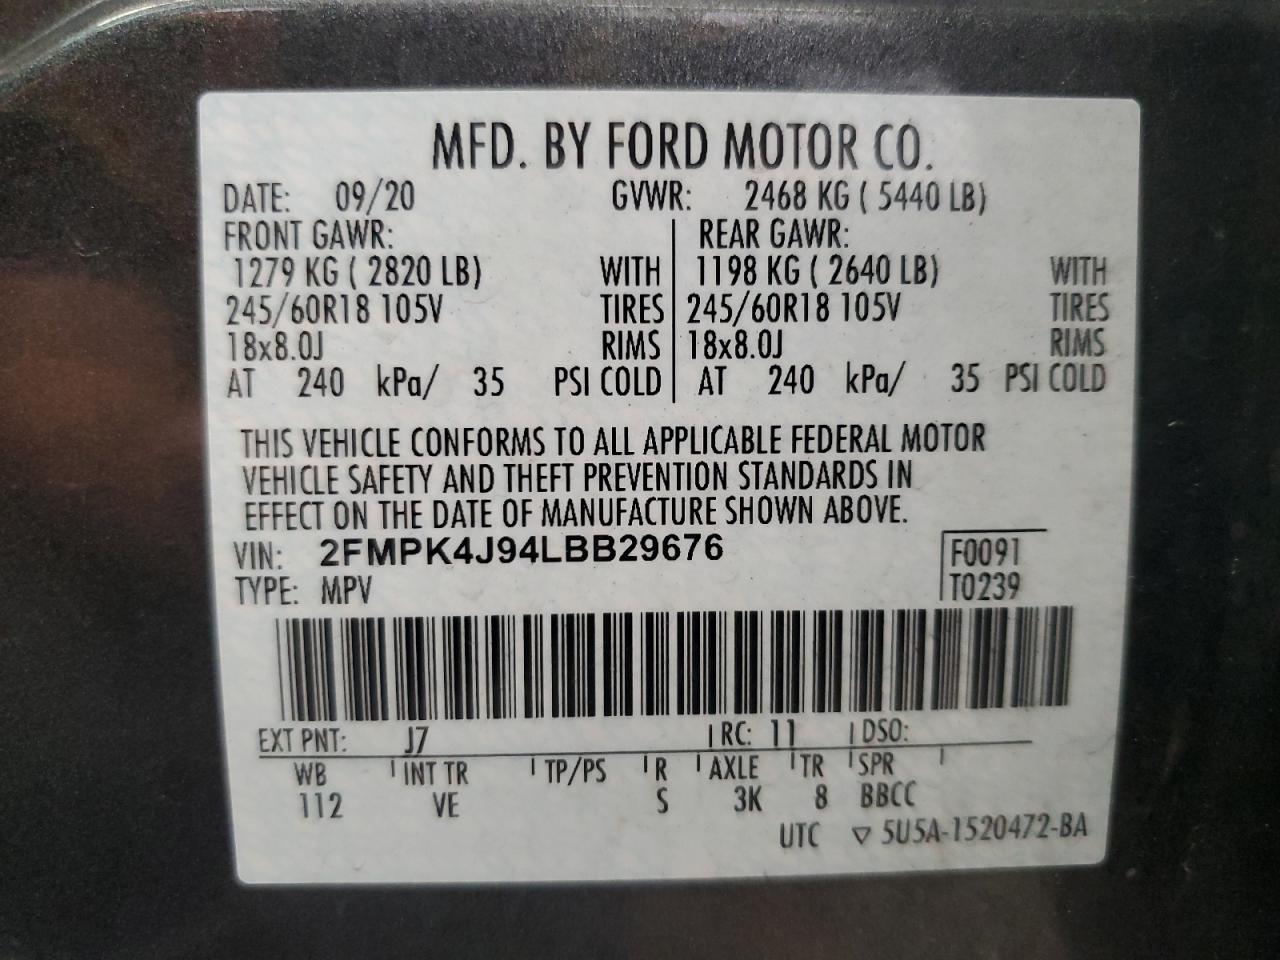 MFD. BY FORD MOTOR CO.
DATE: 09/20 GVWR: 2468 KG ( 5440 LB)
FRONT GAWR: REAR GAWR:
1279 KG ( 2820 LB) WITH 1198 KG ( 2640 LB) WITH
245/60R18 105V TIRES 245/60R18 105V TIRES
18x8.0J RIMS 18x8.0J RIMS
AT 240 kPa/ 35 PSI COLD AT 240 kPa/ 35 PSI COLD
THIS VEHICLE CONFORMS TO ALL APPLICABLE FEDERAL MOTOR
VEHICLE SAFETY AND THEFT PREVENTION STANDARDS IN
EFFECT ON THE DATE OF MANUFACTURE SHOWN ABOVE.
VIN: 2FMPK4J94LBB29676 F0091
TYPE: MPV T0239
EXT PNT: J7 RC: 11 DSO:
WB INT TR TP/PS R AXLE TR SPR
112 VE S 3K 8 BBCC
UTC ▽ 5U5A-1520472-BA